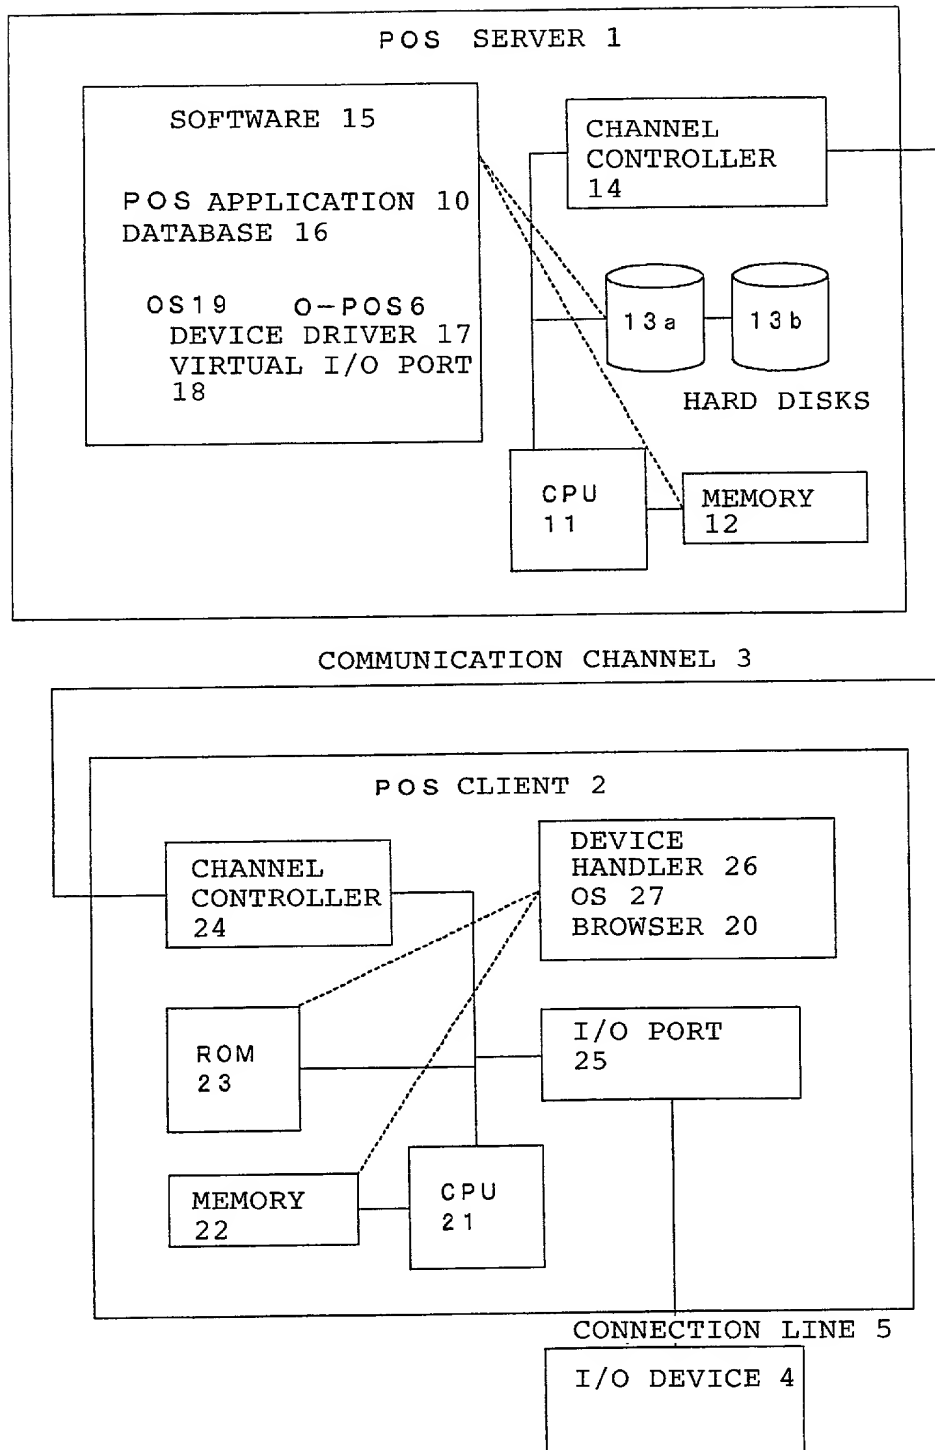 POS SERVER 1
SOFTWARE 15
POS APPLICATION 10
DATABASE 16
OS19 O-POS6
DEVICE DRIVER 17
VIRTUAL I/O PORT
18
CHANNEL
CONTROLLER
14
13a 13b
HARD DISKS
CPU
11
MEMORY
12
COMMUNICATION CHANNEL 3
POS CLIENT 2
CHANNEL
CONTROLLER
24
DEVICE
HANDLER 26
OS 27
BROWSER 20
ROM
23
I/O PORT
25
MEMORY
22
CPU
21
CONNECTION LINE 5
I/O DEVICE 4